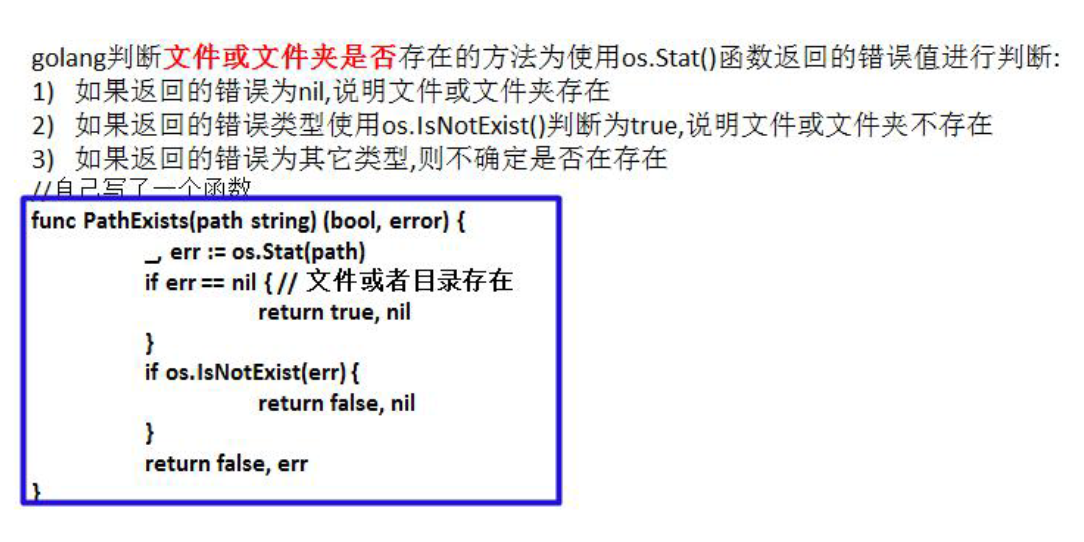 golang判断文件或文件夹是否存在的方法为使用os.Stat()函数返回的错误值进行判断:
1) 如果返回的错误为nil,说明文件或文件夹存在
2) 如果返回的错误类型使用os.IsNotExist()判断为true,说明文件或文件夹不存在
3) 如果返回的错误为其它类型,则不确定是否在存在
//自己写了一个函数
func PathExists(path string) (bool, error) {
_, err := os.Stat(path)
if err == nil { // 文件或者目录存在
return true, nil
}
if os.IsNotExist(err) {
return false, nil
}
return false, err
}